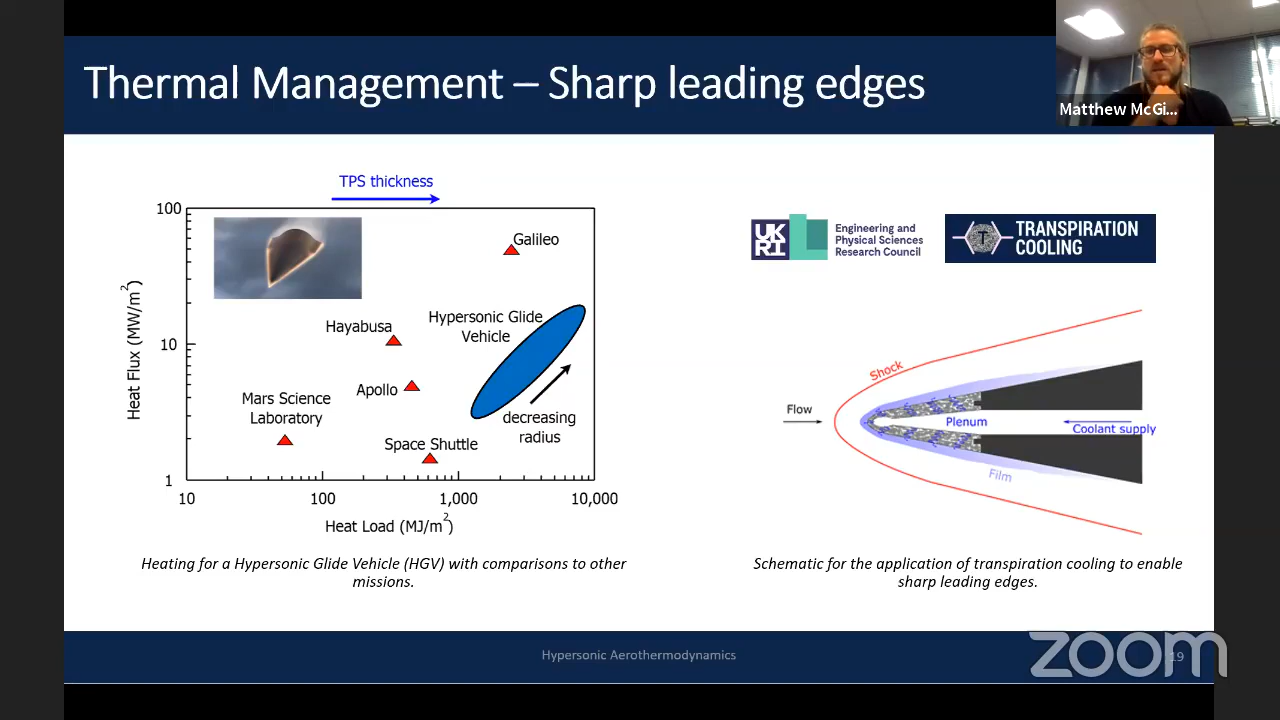 Thermal Management – Sharp leading edges
Matthew McGi...
TPS thickness
100
10
1
Heat Flux (MW/m²)
Galileo
Hypersonic Glide
Vehicle
Hayabusa
Apollo
Mars Science
Laboratory
decreasing
radius
Space Shuttle
10
100
1,000
10,000
Heat Load (MJ/m²)
Heating for a Hypersonic Glide Vehicle (HGV) with comparisons to other
missions.
UK
RI
Engineering and
Physical Sciences
Research Council
T
TRANSPIRATION
COOLING
Shock
Flow
Plenum
Coolant supply
Film
Schematic for the application of transpiration cooling to enable
sharp leading edges.
Hypersonic Aerothermodynamics
19
zoom